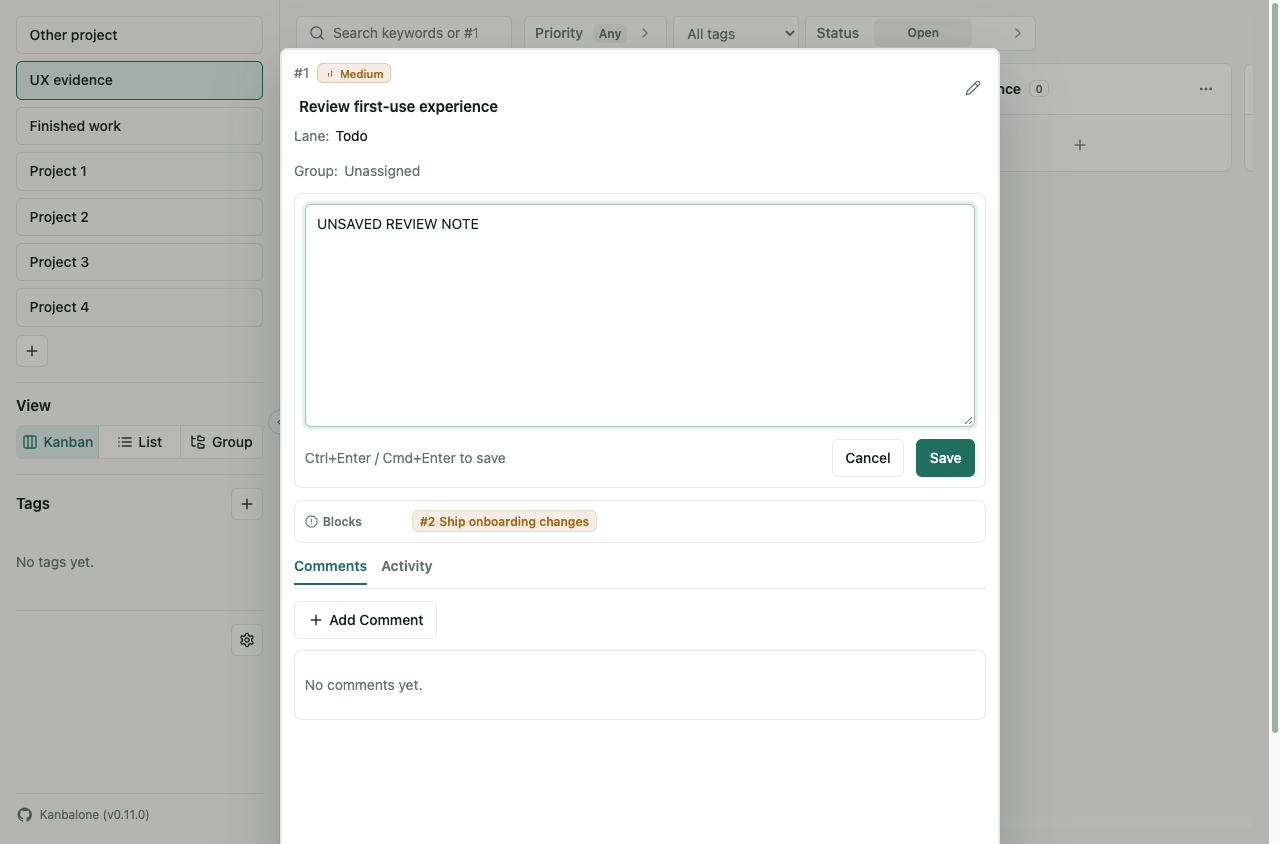 Other project
UX evidence
Finished work
Project 1
Project 2
Project 3
Project 4
View
Kanban
List
Group
Tags
No tags yet.
Kanbalone (v0.11.0)
Search keywords or #1
Priority
Any
All tags
Status
Open
0
#1
Medium
Review first-use experience
Lane: Todo
Group: Unassigned
UNSAVED REVIEW NOTE
Ctrl+Enter / Cmd+Enter to save
Cancel
Save
Blocks
#2 Ship onboarding changes
Comments
Activity
Add Comment
No comments yet.